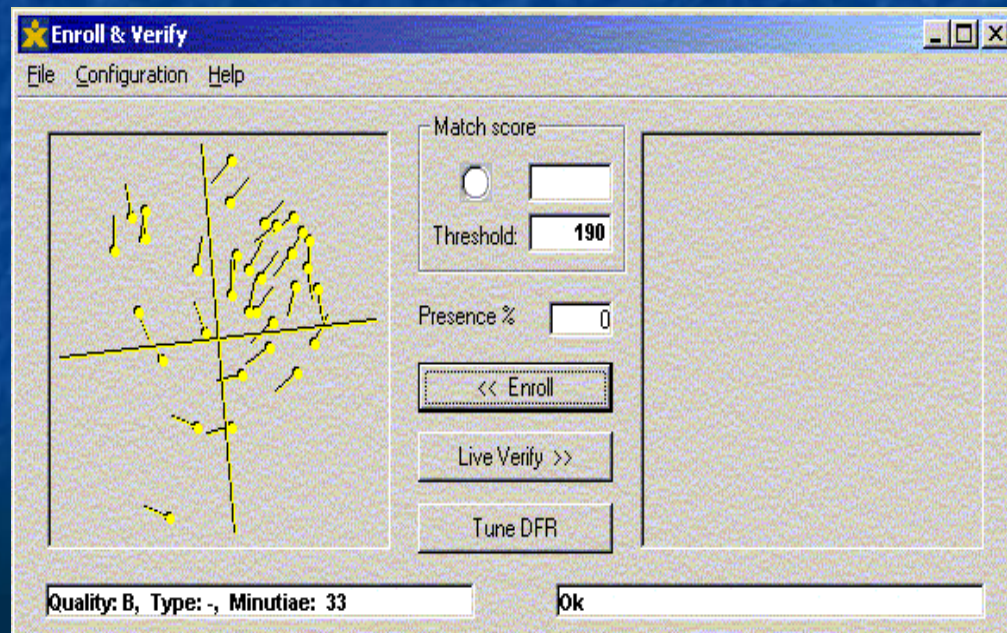 Enroll & Verify
File Configuration Help
Match score
Threshold: 190
Presence % 0
<< Enroll
Live Verify >>
Tune DFR
Quality: B, Type: -, Minutiae: 33
Ok